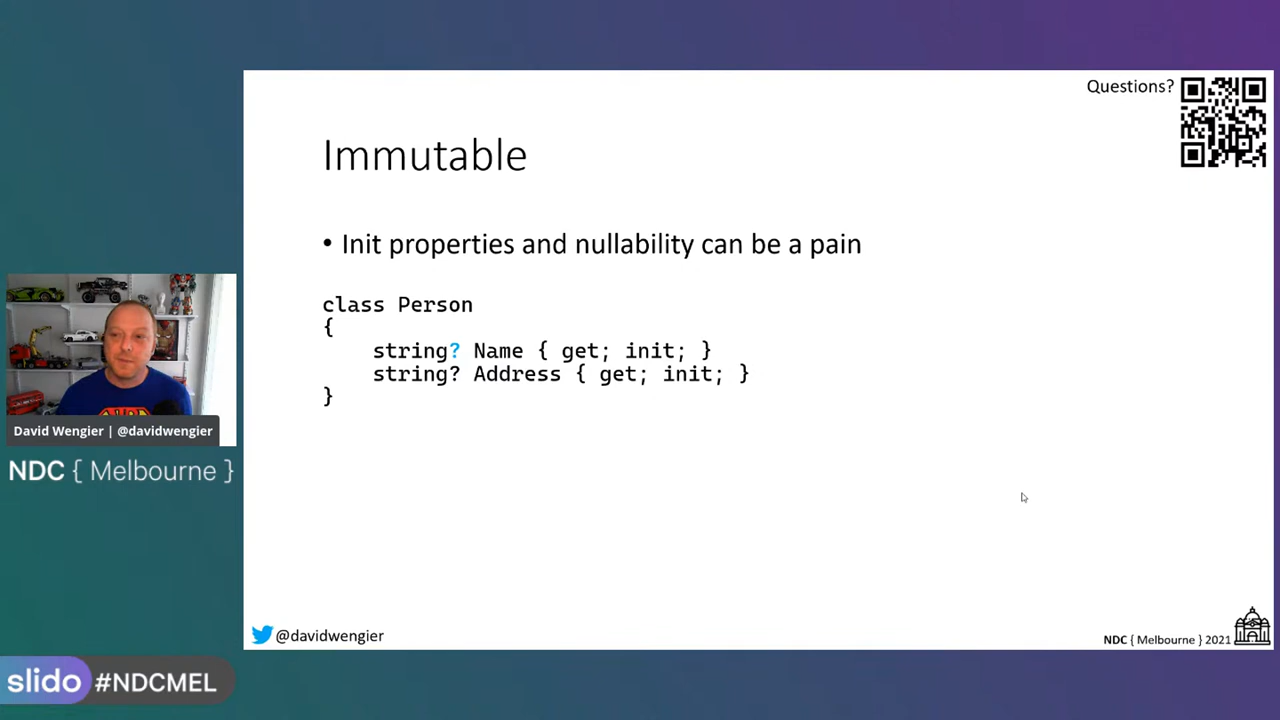 Questions?
Immutable
• Init properties and nullability can be a pain
class Person
{
    string? Name { get; init; }
    string? Address { get; init; }
}
David Wengier | @davidwengier
NDC { Melbourne }
@davidwengier
NDC { Melbourne } 2021
slido #NDCMEL